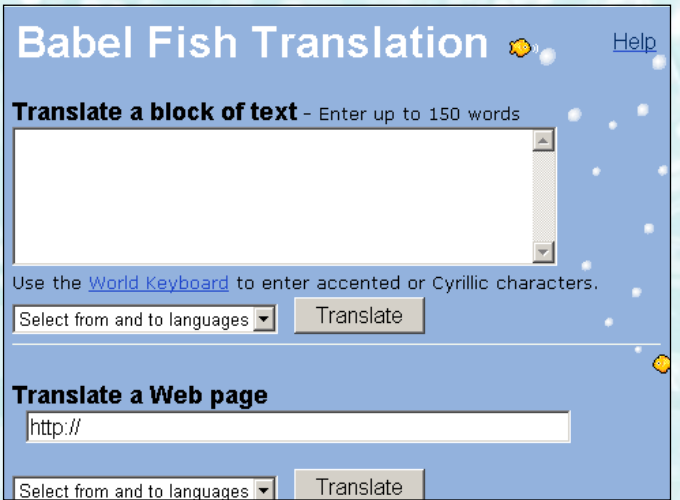 Babel Fish Translation Help
Translate a block of text - Enter up to 150 words
Use the World Keyboard to enter accented or Cyrillic characters.
Select from and to languages Translate
Translate a Web page
http://
Select from and to languages Translate